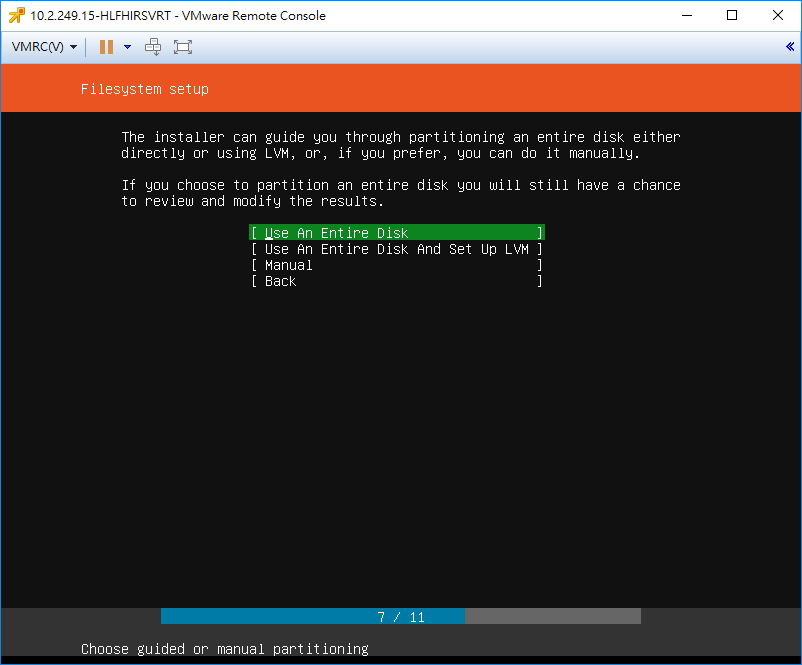 10.2.249.15-HLFHIRSVRT - VMware Remote Console
VMRC(V)
Filesystem setup
The installer can guide you through partitioning an entire disk either
directly or using LVM, or, if you prefer, you can do it manually.
If you choose to partition an entire disk you will still have a chance
to review and modify the results.
[ Use An Entire Disk ]
[ Use An Entire Disk And Set Up LVM ]
[ Manual ]
[ Back ]
7 / 11
Choose guided or manual partitioning